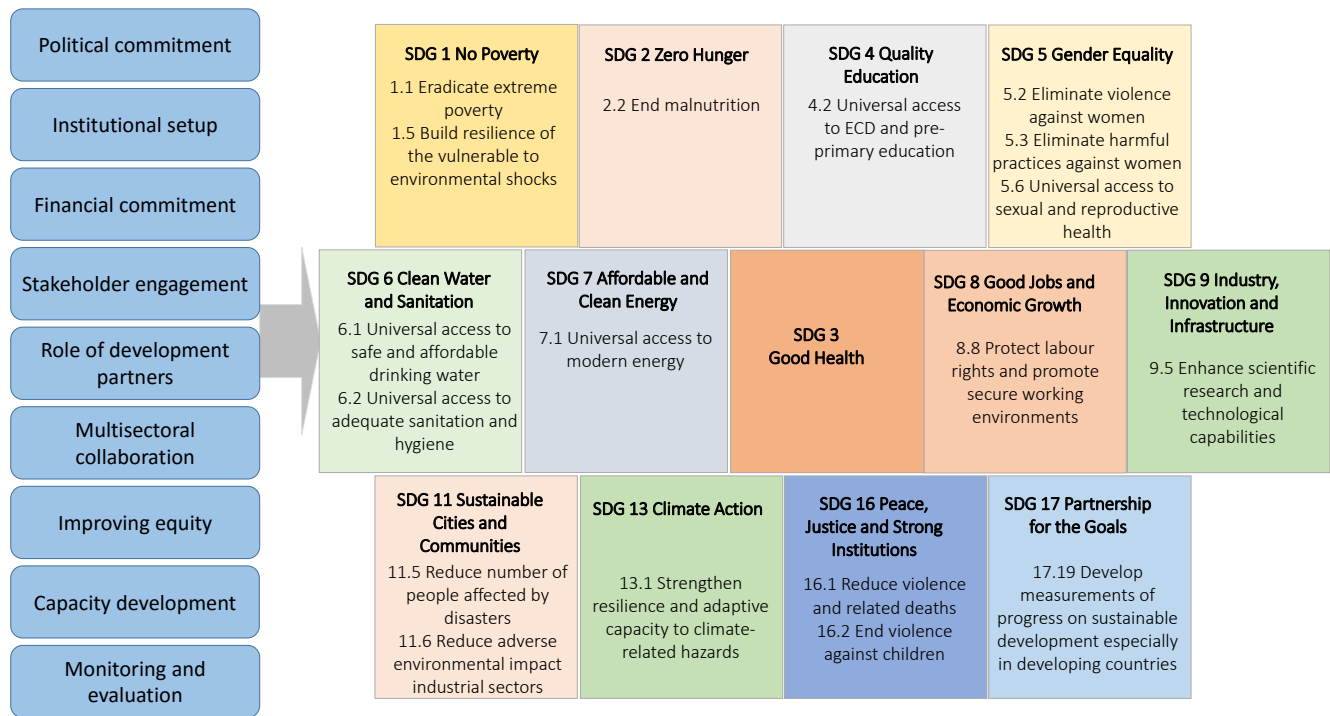 Political commitment
Institutional setup
Financial commitment
Stakeholder engagement
Role of development
partners
Multisectoral
collaboration
Improving equity
Capacity development
Monitoring and
evaluation
SDG 1 No Poverty
1.1 Eradicate extreme
poverty
1.5 Build resilience of
the vulnerable to
environmental shocks
SDG 2 Zero Hunger
2.2 End malnutrition
SDG 4 Quality
Education
4.2 Universal access
to ECD and pre-
primary education
SDG 5 Gender Equality
5.2 Eliminate violence
against women
5.3 Eliminate harmful
practices against women
5.6 Universal access to
sexual and reproductive
health
SDG 6 Clean Water
and Sanitation
6.1 Universal access to
safe and affordable
drinking water
6.2 Universal access to
adequate sanitation and
hygiene
SDG 7 Affordable and
Clean Energy
7.1 Universal access to
modern energy
SDG 3
Good Health
SDG 8 Good Jobs and
Economic Growth
8.8 Protect labour
rights and promote
secure working
environments
SDG 9 Industry,
Innovation and
Infrastructure
9.5 Enhance scientific
research and
technological
capabilities
SDG 11 Sustainable
Cities and
Communities
11.5 Reduce number of
people affected by
disasters
11.6 Reduce adverse
environmental impact
industrial sectors
SDG 13 Climate Action
13.1 Strengthen
resilience and adaptive
capacity to climate-
related hazards
SDG 16 Peace,
Justice and Strong
Institutions
16.1 Reduce violence
and related deaths
16.2 End violence
against children
SDG 17 Partnership
for the Goals
17.19 Develop
measurements of
progress on sustainable
development especially
in developing countries